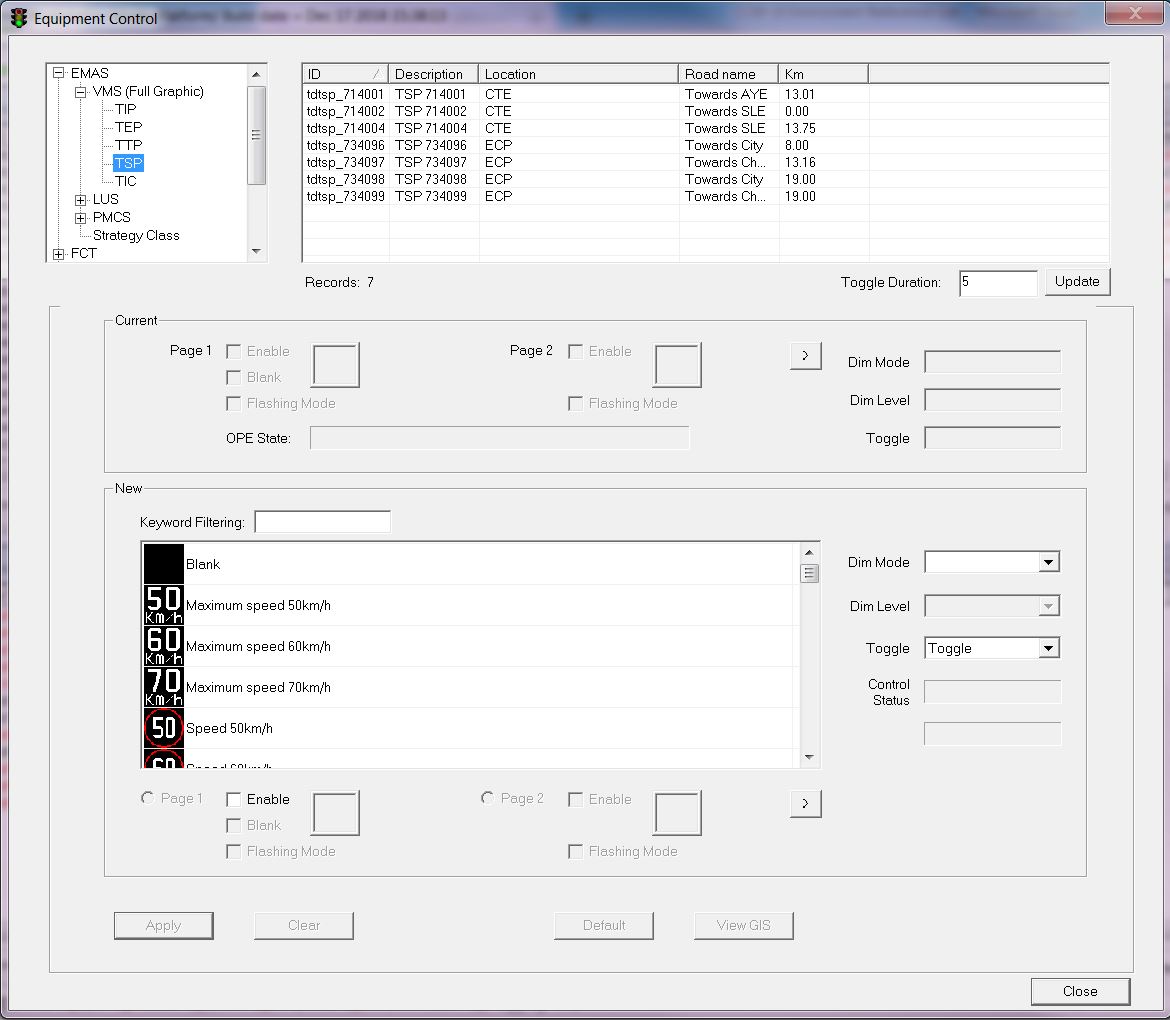 Equipment Control
EMAS
VMS (Full Graphic)
TIP
TEP
TTP
TSP
TIC
LUS
PMCS
Strategy Class
FCT
ID Description Location Road name Km
tdtsp_714001 TSP 714001 CTE Towards AYE 13.01
tdtsp_714002 TSP 714002 CTE Towards SLE 0.00
tdtsp_714004 TSP 714004 CTE Towards SLE 13.75
tdtsp_734096 TSP 734096 ECP Towards City 8.00
tdtsp_734097 TSP 734097 ECP Towards Ch... 13.16
tdtsp_734098 TSP 734098 ECP Towards City 19.00
tdtsp_734099 TSP 734099 ECP Towards Ch... 19.00
Records: 7
Toggle Duration: 5 Update
Current
Page 1 Enable
Blank
Flashing Mode
Page 2 Enable
Flashing Mode
>
OPE State:
Dim Mode
Dim Level
Toggle
New
Keyword Filtering:
Blank
50 Km/h Maximum speed 50km/h
60 Km/h Maximum speed 60km/h
70 Km/h Maximum speed 70km/h
50 Speed 50km/h
60 Speed 60km/h
Dim Mode
Dim Level
Toggle Toggle
Control
Status
Page 1 Enable
Blank
Flashing Mode
Page 2 Enable
Flashing Mode
>
Apply Clear Default View GIS
Close